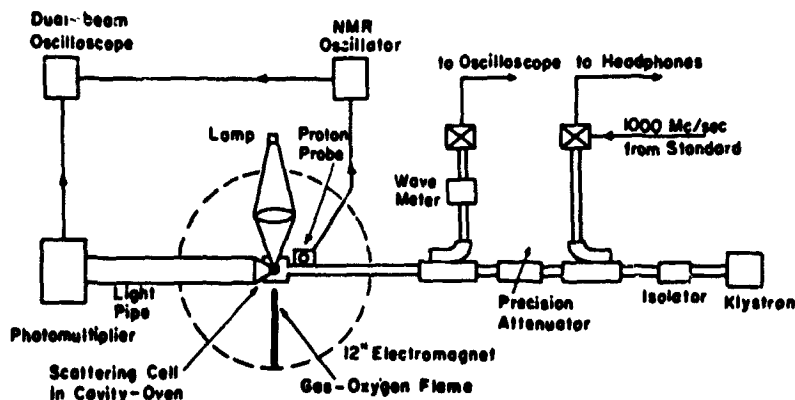 Dual-beam
Oscilloscope
NMR
Oscillator
to Oscilloscope
to Headphones
Lamp
Proton
Probe
1000 Mc/sec
from Standard
Wave
Meter
Light
Pipe
Photomultiplier
Precision
Attenuator
Isolator
Klystron
12" Electromagnet
Scattering Cell
in Cavity-Oven
Gas-Oxygen Flame